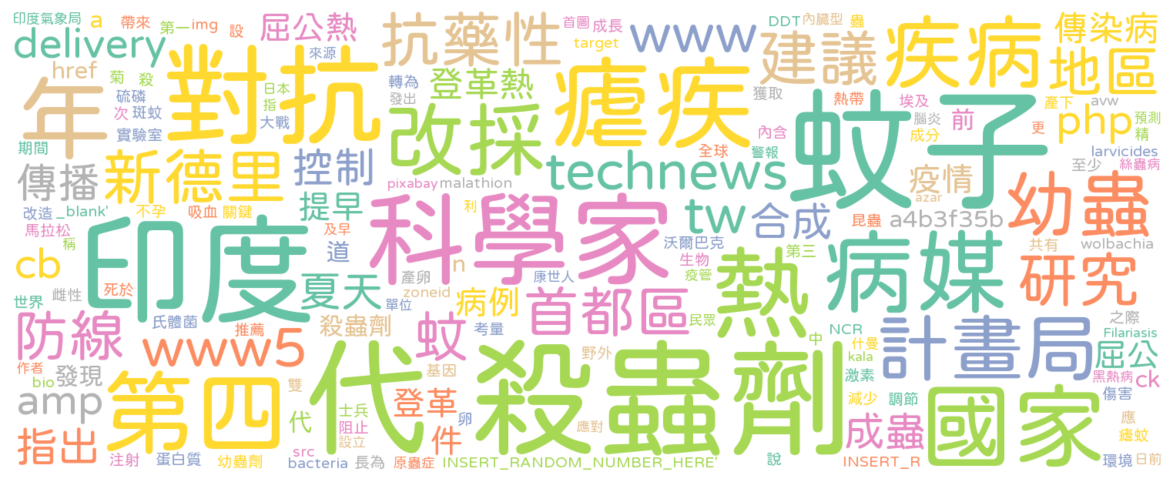 印度氣象局 帶來 第一 img 設 屈公熱 抗藥性 首圖 成長 www DDT 內臟型 蟲 傳染病
delivery a 來源 target 建議 疾病 地區
href 菊 殺 日本 對抗 轉為 登革熱 瘧疾 獲取 熱帶 埃及 產下 avw
年 硫磷 指 發出 腦炎 前 php 預測
次 斑蚊 大戰 改採 內含 成分 更 精
期間 實驗室 全球 警報 蚊子 larvicides
傳播 新德里 控制 pixabay malathion technews 疫情 至少 絲蟲病
改造 _blank' 不孕 吸血 關鍵 提早 利 azar 幼蟲
馬拉松 稱 及早 科學家 tw 合成 昆蟲 a4b3f35b 共有 wolbachia
印度 道 產卵 n 沃爾巴克 第三
cb 夏天 zoneid 康世人 生物 疫管 熱 病媒 研究
世界 雌性 死於 單位 病例 首都區 民眾
防線 氏體菌 推薦 殺蟲劑 蚊 考量 NCR 計畫局 之際
作者 www5 野外 中 什曼 Filariasis
bio 發現 代 基因 殺蟲劑 kala 屈公
amp 第四 雙 登革 激素 黑熱病 ck
減少 調節 國家 傷害
代 士兵 卵 成蟲 應
指出 阻止 件 應對 瘧蚊
src 設立
注射 蛋白質 幼蟲劑 bacteria 長為 原蟲症 INSERT_RANDOM_NUMBER_HERE' 說 INSERT_R 環境 日前